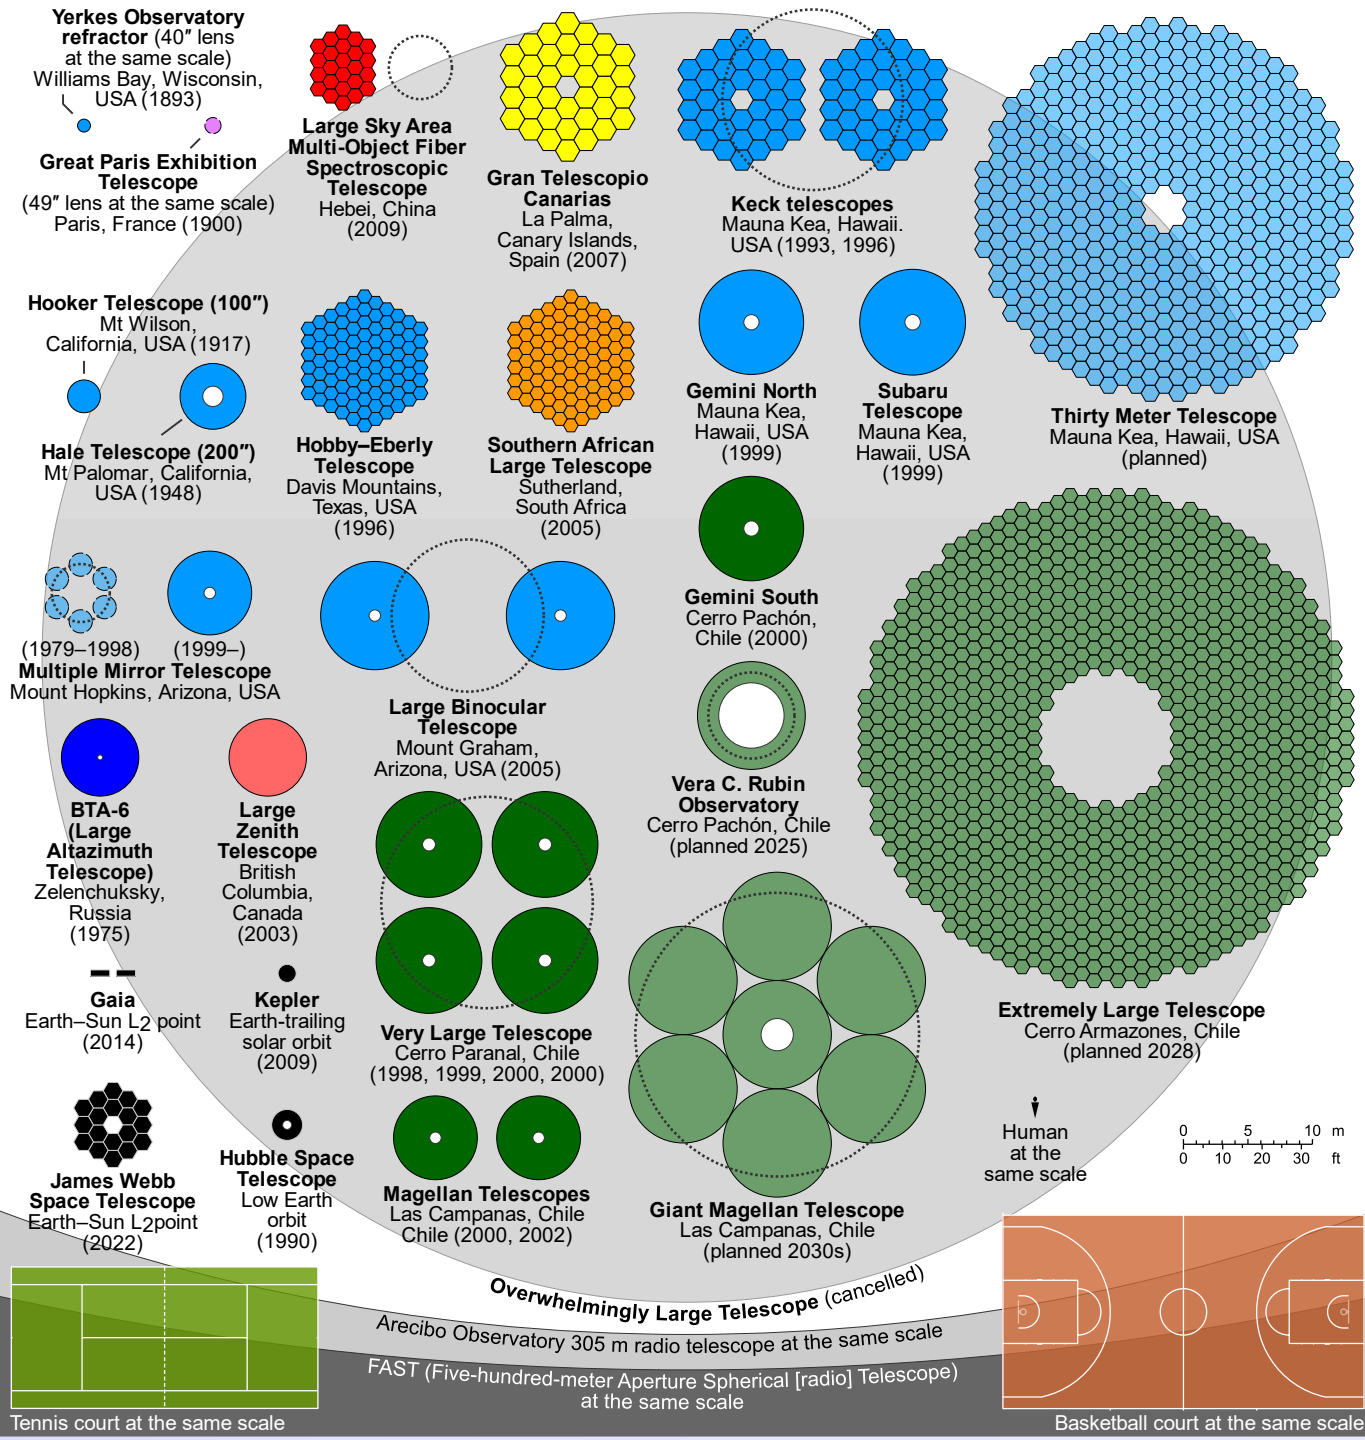 Yerkes Observatory
refractor (40″ lens
at the same scale)
Williams Bay, Wisconsin,
USA (1893)
Great Paris Exhibition
Telescope
(49″ lens at the same scale)
Paris, France (1900)
Large Sky Area
Multi-Object Fiber
Spectroscopic
Telescope
Hebei, China
(2009)
Gran Telescopio
Canarias
La Palma,
Canary Islands,
Spain (2007)
Keck telescopes
Mauna Kea, Hawaii.
USA (1993, 1996)
Thirty Meter Telescope
Mauna Kea, Hawaii, USA
(planned)
Hooker Telescope (100″)
Mt Wilson,
California, USA (1917)
Hale Telescope (200″)
Mt Palomar, California,
USA (1948)
Hobby–Eberly
Telescope
Davis Mountains,
Texas, USA
(1996)
Southern African
Large Telescope
Sutherland,
South Africa
(2005)
Gemini North
Mauna Kea,
Hawaii, USA
(1999)
Subaru
Telescope
Mauna Kea,
Hawaii, USA
(1999)
Gemini South
Cerro Pachón,
Chile (2000)
(1979–1998)
(1999–)
Multiple Mirror Telescope
Mount Hopkins, Arizona, USA
Large Binocular
Telescope
Mount Graham,
Arizona, USA (2005)
Vera C. Rubin
Observatory
Cerro Pachón, Chile
(planned 2025)
BTA-6
(Large
Altazimuth
Telescope)
Zelenchuksky,
Russia
(1975)
Large
Zenith
Telescope
British
Columbia,
Canada
(2003)
Very Large Telescope
Cerro Paranal, Chile
(1998, 1999, 2000, 2000)
Extremely Large Telescope
Cerro Armazones, Chile
(planned 2028)
Gaia
Earth–Sun L2 point
(2014)
Kepler
Earth-trailing
solar orbit
(2009)
James Webb
Space Telescope
Earth–Sun L2point
(2022)
Hubble Space
Telescope
Low Earth
orbit
(1990)
Magellan Telescopes
Las Campanas, Chile
Chile (2000, 2002)
Giant Magellan Telescope
Las Campanas, Chile
(planned 2030s)
Human
at the
same scale
0 5 10 m
0 10 20 30 ft
Overwhelmingly Large Telescope (cancelled)
Arecibo Observatory 305 m radio telescope at the same scale
FAST (Five-hundred-meter Aperture Spherical [radio] Telescope)
at the same scale
Tennis court at the same scale
Basketball court at the same scale